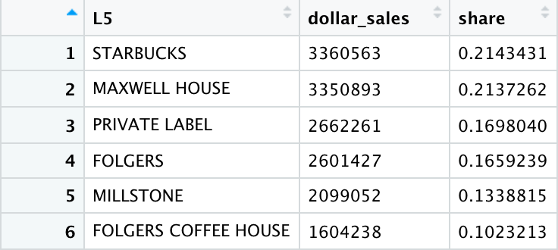 L5 dollar_sales share
1 STARBUCKS 3360563 0.2143431
2 MAXWELL HOUSE 3350893 0.2137262
3 PRIVATE LABEL 2662261 0.1698040
4 FOLGERS 2601427 0.1659239
5 MILLSTONE 2099052 0.1338815
6 FOLGERS COFFEE HOUSE 1604238 0.1023213